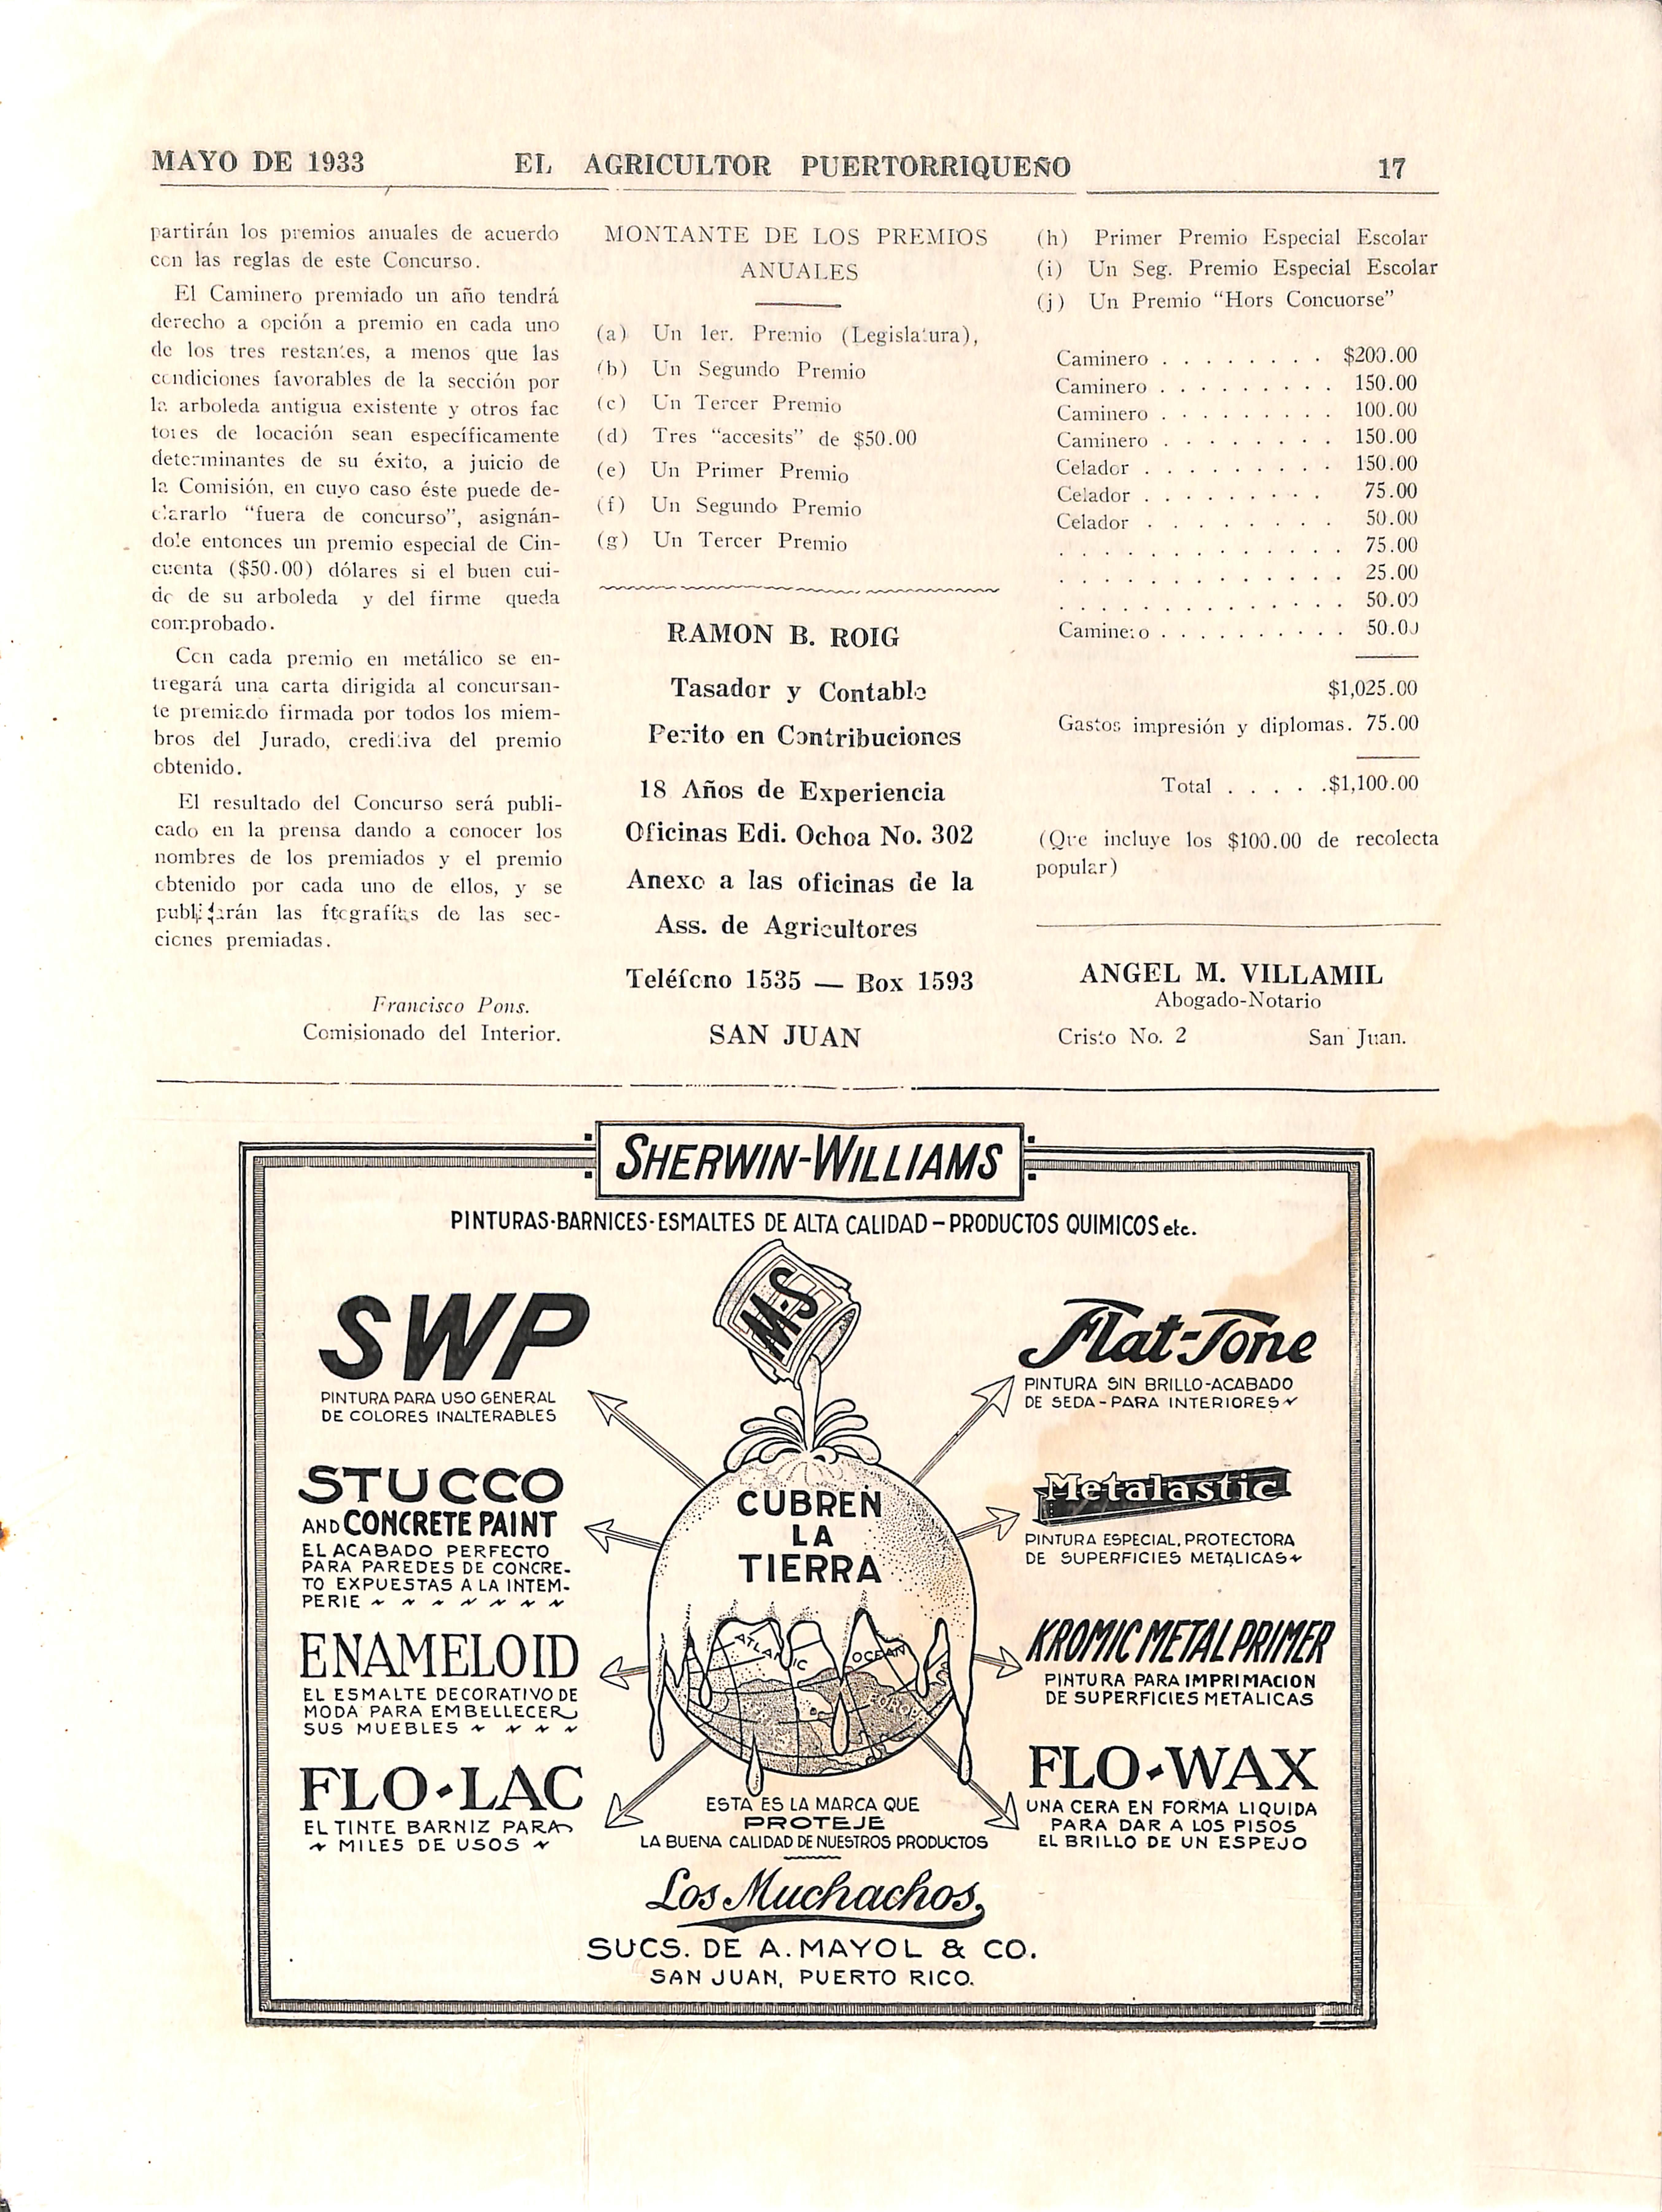 MAYO DE 1933 EL AGRICULTOR PUERTORRIQUEÑO 17
partirán los premios anuales de acuerdo
con las reglas de este Concurso.
El Caminero premiado un año tendrá
derecho a opción a premio en cada uno
de los tres restantes, a menos que las
condiciones favorables de la sección por
la arboleda antigua existente y otros fac
tores de locación sean específicamente
determinantes de su éxito, a juicio de
la Comisión, en cuyo caso éste puede de-
clararlo "fuera de concurso", asignán-
dole entonces un premio especial de Cin-
cuenta ($50.00) dólares si el buen cui-
do de su arboleda y del firme queda
comprobado.
Con cada premio en metálico se en-
tregará una carta dirigida al concursan-
te premiado firmada por todos los miem-
bros del Jurado, creditiva del premio
obtenido.
El resultado del Concurso será publi-
cado en la prensa dando a conocer los
nombres de los premiados y el premio
obtenido por cada uno de ellos, y se
las de las sec-
ciones premiadas.
Francisco Pons.
Comisionado del Interior.
MONTANTE DE LOS PREMIOS
ANUALES
(a) Un 1er. Premio (Legislatura),
(b) Un Segundo Premio
(c) Un Tercer Premio
(d) Tres "accesits" de $50.00
(e) Un Primer Premio
(f) Un Segundo Premio
(g) Un Tercer Premio
RAMON B. ROIG
Tasador y Contable
Perito en Contribuciones
18 Años de Experiencia
Oficinas Edi. Ochoa No. 302
Anexo a las oficinas de la
Ass. de Agricultores
Teléfono 1535 — Box 1593
SAN JUAN
(h) Primer Premio Especial Escolar
(i) Un Seg. Premio Especial Escolar
(j) Un Premio "Hors Concuorse"
Caminero . . . . . . . . $200.00
Caminero . . . . . . . . . 150.00
Caminero . . . . . . . . . 100.00
Caminero . . . . . . . . 150.00
Celador . . . . . . . . . 150.00
Celador . . . . . . . . 75.00
Celador . . . . . . . . 50.00
. . . . . . . . . . . . . 75.00
. . . . . . . . . . . . . 25.00
. . . . . . . . . . . . . . 50.00
Caminero . . . . . . . . . . 50.00
$1,025.00
Gastos impresión y diplomas. 75.00
Total . . . . .$1,100.00
(Que incluye los $100.00 de recolecta
popular)
ANGEL M. VILLAMIL
Abogado-Notario
Cristo No. 2 San Juan.
SHERWIN-WILLIAMS
PINTURAS-BARNICES-ESMALTES DE ALTA CALIDAD – PRODUCTOS QUIMICOS etc.
M-S
SWP
PINTURA PARA USO GENERAL
DE COLORES INALTERABLES
STUCCO
AND CONCRETE PAINT
EL ACABADO PERFECTO
PARA PAREDES DE CONCRE-
TO EXPUESTAS A LA INTEM-
PERIE
ENAMELOID
EL ESMALTE DECORATIVO DE
MODA PARA EMBELLECER
SUS MUEBLES
FLO-LAC
EL TINTE BARNIZ PARA
MILES DE USOS
CUBREN
LA
TIERRA
OCEAN
ESTA ES LA MARCA QUE
PROTEJE
LA BUENA CALIDAD DE NUESTROS PRODUCTOS
Flat-Tone
PINTURA SIN BRILLO-ACABADO
DE SEDA-PARA INTERIORES
Metalastic
PINTURA ESPECIAL, PROTECTORA
DE SUPERFICIES METALICAS
KROMIC METAL PRIMER
PINTURA PARA IMPRIMACION
DE SUPERFICIES METALICAS
FLO-WAX
UNA CERA EN FORMA LIQUIDA
PARA DAR A LOS PISOS
EL BRILLO DE UN ESPEJO
Los Muchachos.
SUCS. DE A. MAYOL & CO.
SAN JUAN, PUERTO RICO.